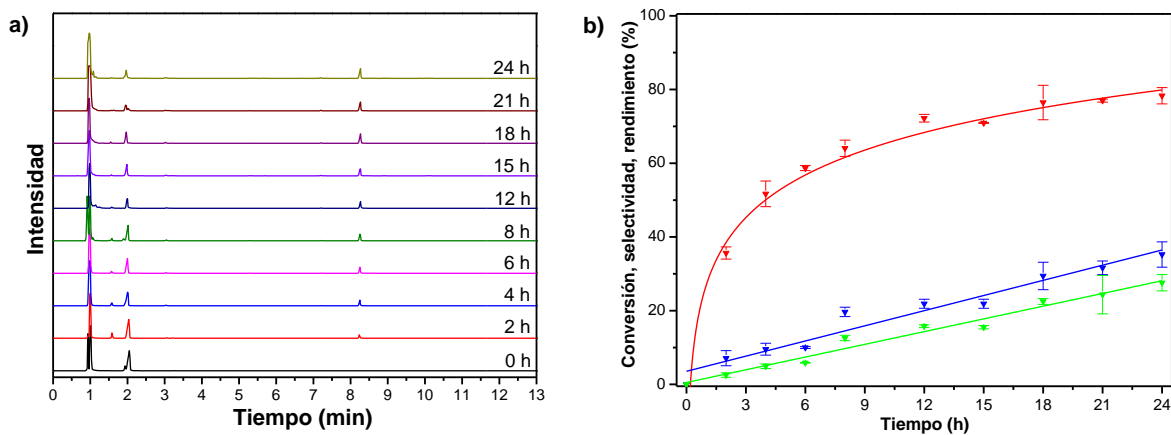 a)
Intensidad
24 h
21 h
18 h
15 h
12 h
8 h
6 h
4 h
2 h
0 h
0 1 2 3 4 5 6 7 8 9 10 11 12 13
Tiempo (min)
b)
Conversión, selectividad, rendimiento (%)
100
80
60
40
20
0
0 3 6 9 12 15 18 21 24
Tiempo (h)